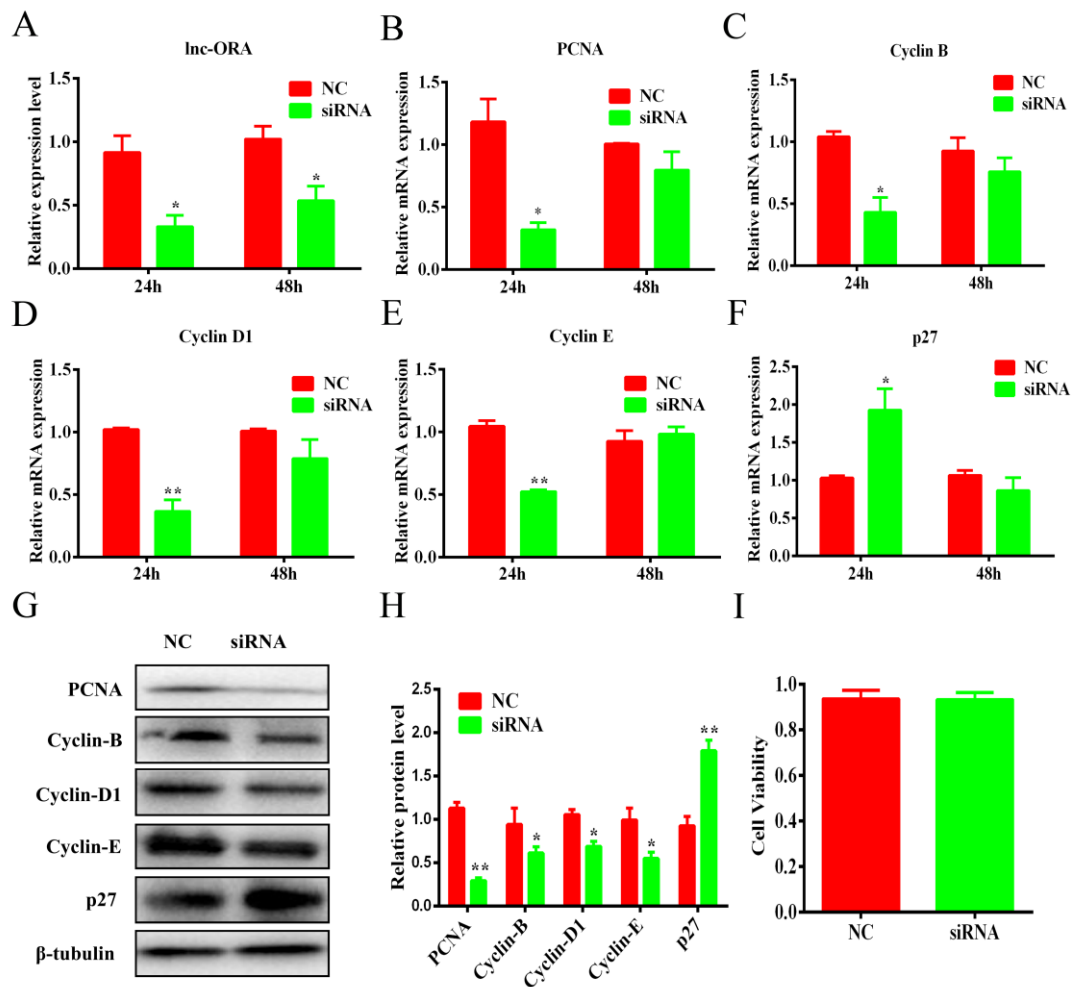 A
lnc-ORA
Relative expression level
1.5
1.0
0.5
0.0
NC
siRNA
*
*
24h
48h
B
PCNA
Relative mRNA expression
1.5
1.0
0.5
0.0
NC
siRNA
*
24h
48h
C
Cyclin B
Relative mRNA expression
1.5
1.0
0.5
0.0
NC
siRNA
*
24h
48h
D
Cyclin D1
Relative mRNA expression
1.5
1.0
0.5
0.0
NC
siRNA
**
24h
48h
E
Cyclin E
Relative mRNA expression
1.5
1.0
0.5
0.0
NC
siRNA
**
24h
48h
F
p27
Relative mRNA expression
2.5
2.0
1.5
1.0
0.5
0.0
NC
siRNA
*
24h
48h
G
NC siRNA
PCNA
Cyclin-B
Cyclin-D1
Cyclin-E
p27
β-tubulin
H
Relative protein level
2.5
2.0
1.5
1.0
0.5
0.0
NC
siRNA
**
*
*
*
**
PCNA
Cyclin-B
Cyclin-D1
Cyclin-E
p27
I
Cell Viability
1.0
0.8
0.6
0.4
0.2
0.0
NC
siRNA